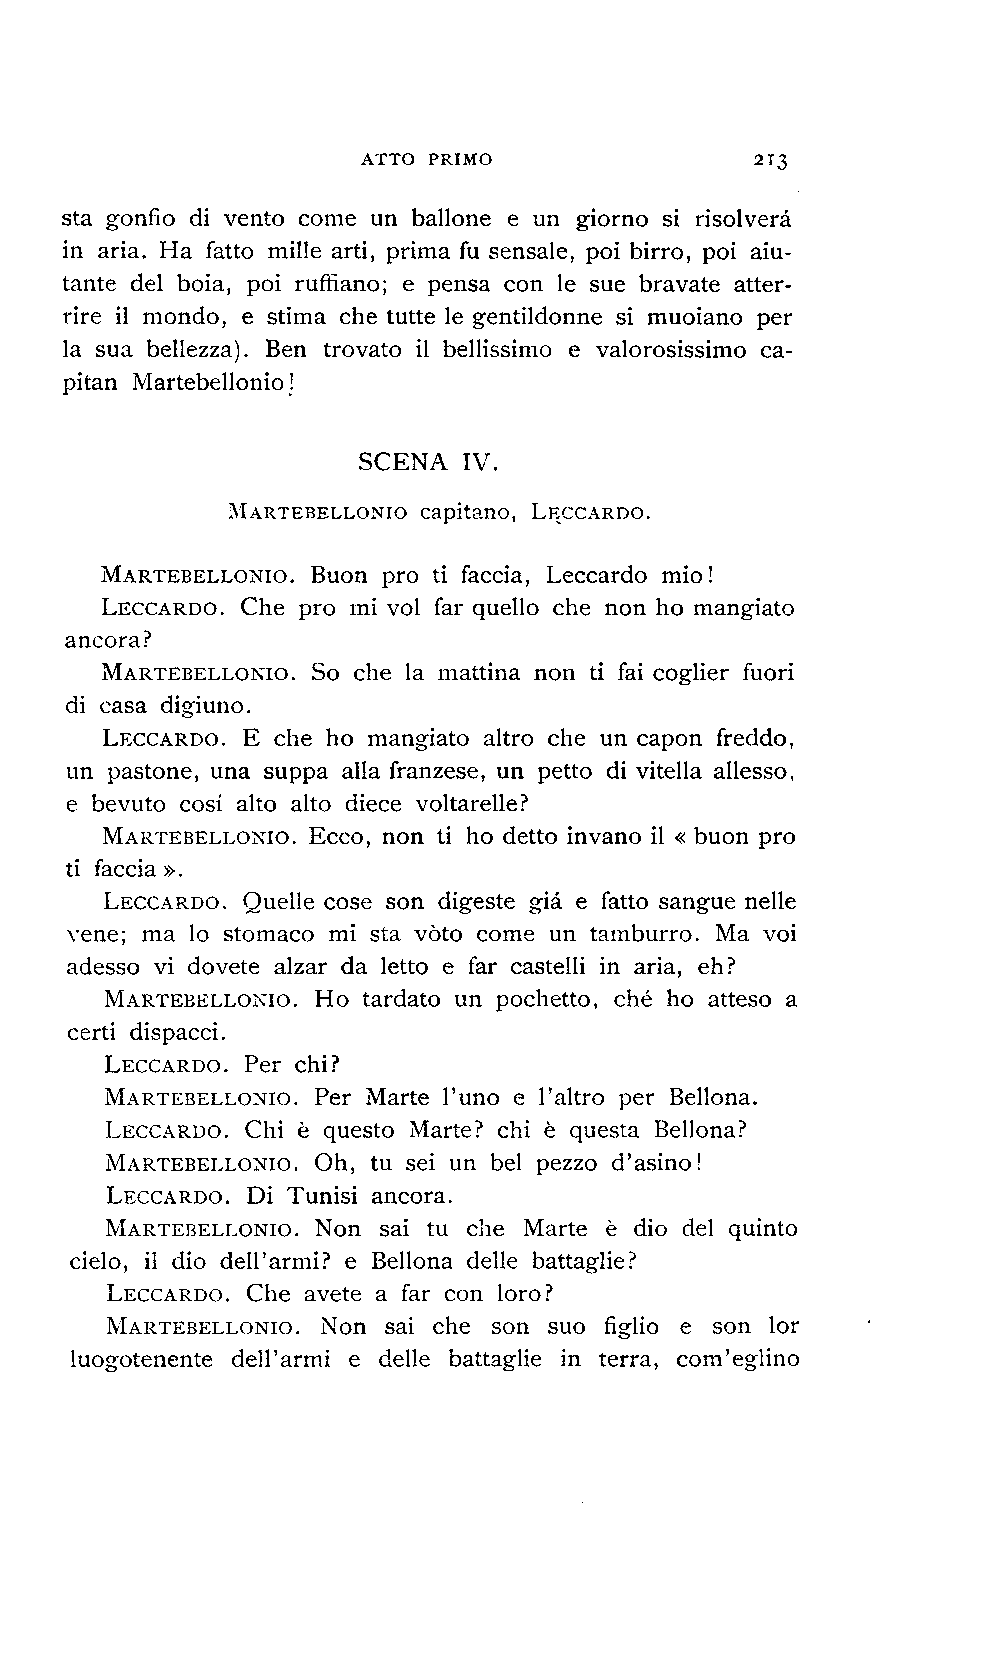 ATTO PRIMO 213
sta gonfio di vento come un ballone e un giorno si risolverá
in aria. Ha fatto mille arti, prima fu sensale, poi birro, poi aiu-
tante del boia, poi ruffiano; e pensa con le sue bravate atter-
rire il mondo, e stima che tutte le gentildonne si muoiano per
la sua bellezza). Ben trovato il bellissimo e valorosissimo ca-
pitan Martebellonio!
SCENA IV.
MARTEBELLONIO capitano, LECCARDO.
MARTEBELLONIO. Buon pro ti faccia, Leccardo mio!
LECCARDO. Che pro mi vol far quello che non ho mangiato
ancora?
MARTEBELLONIO. So che la mattina non ti fai coglier fuori
di casa digiuno.
LECCARDO. E che ho mangiato altro che un capon freddo,
un pastone, una suppa alla franzese, un petto di vitella allesso,
e bevuto cosí alto alto diece voltarelle?
MARTEBELLONIO. Ecco, non ti ho detto invano il « buon pro
ti faccia ».
LECCARDO. Quelle cose son digeste giá e fatto sangue nelle
vene; ma lo stomaco mi sta vòto come un tamburro. Ma voi
adesso vi dovete alzar da letto e far castelli in aria, eh?
MARTEBELLONIO. Ho tardato un pochetto, ché ho atteso a
certi dispacci.
LECCARDO. Per chi?
MARTEBELLONIO. Per Marte l'uno e l'altro per Bellona.
LECCARDO. Chi è questo Marte? chi è questa Bellona?
MARTEBELLONIO. Oh, tu sei un bel pezzo d'asino!
LECCARDO. Di Tunisi ancora.
MARTEBELLONIO. Non sai tu che Marte è dio del quinto
cielo, il dio dell'armi? e Bellona delle battaglie?
LECCARDO. Che avete a far con loro?
MARTEBELLONIO. Non sai che son suo figlio e son lor
luogotenente dell'armi e delle battaglie in terra, com'eglino